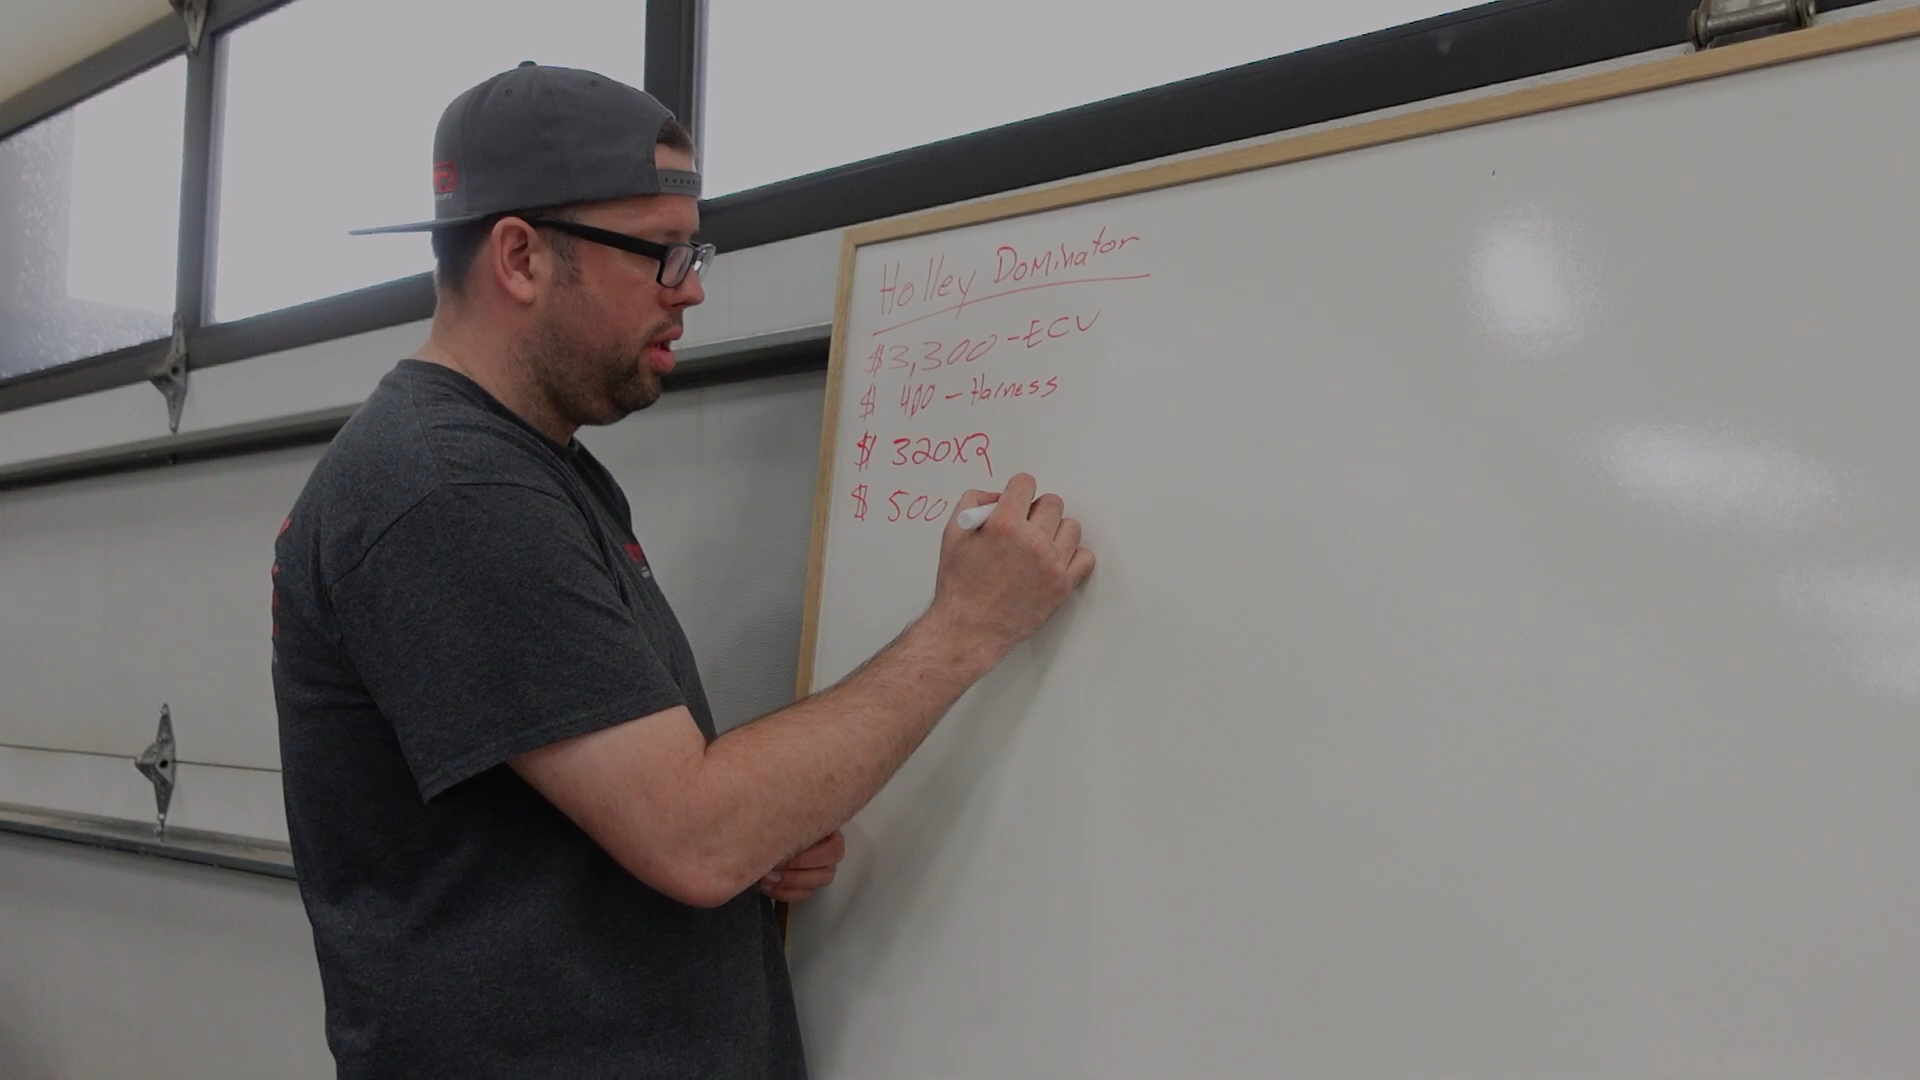 Holley Dominator
$3,300-ECU
$ 400 - Harness
$ 320X2
$ 500